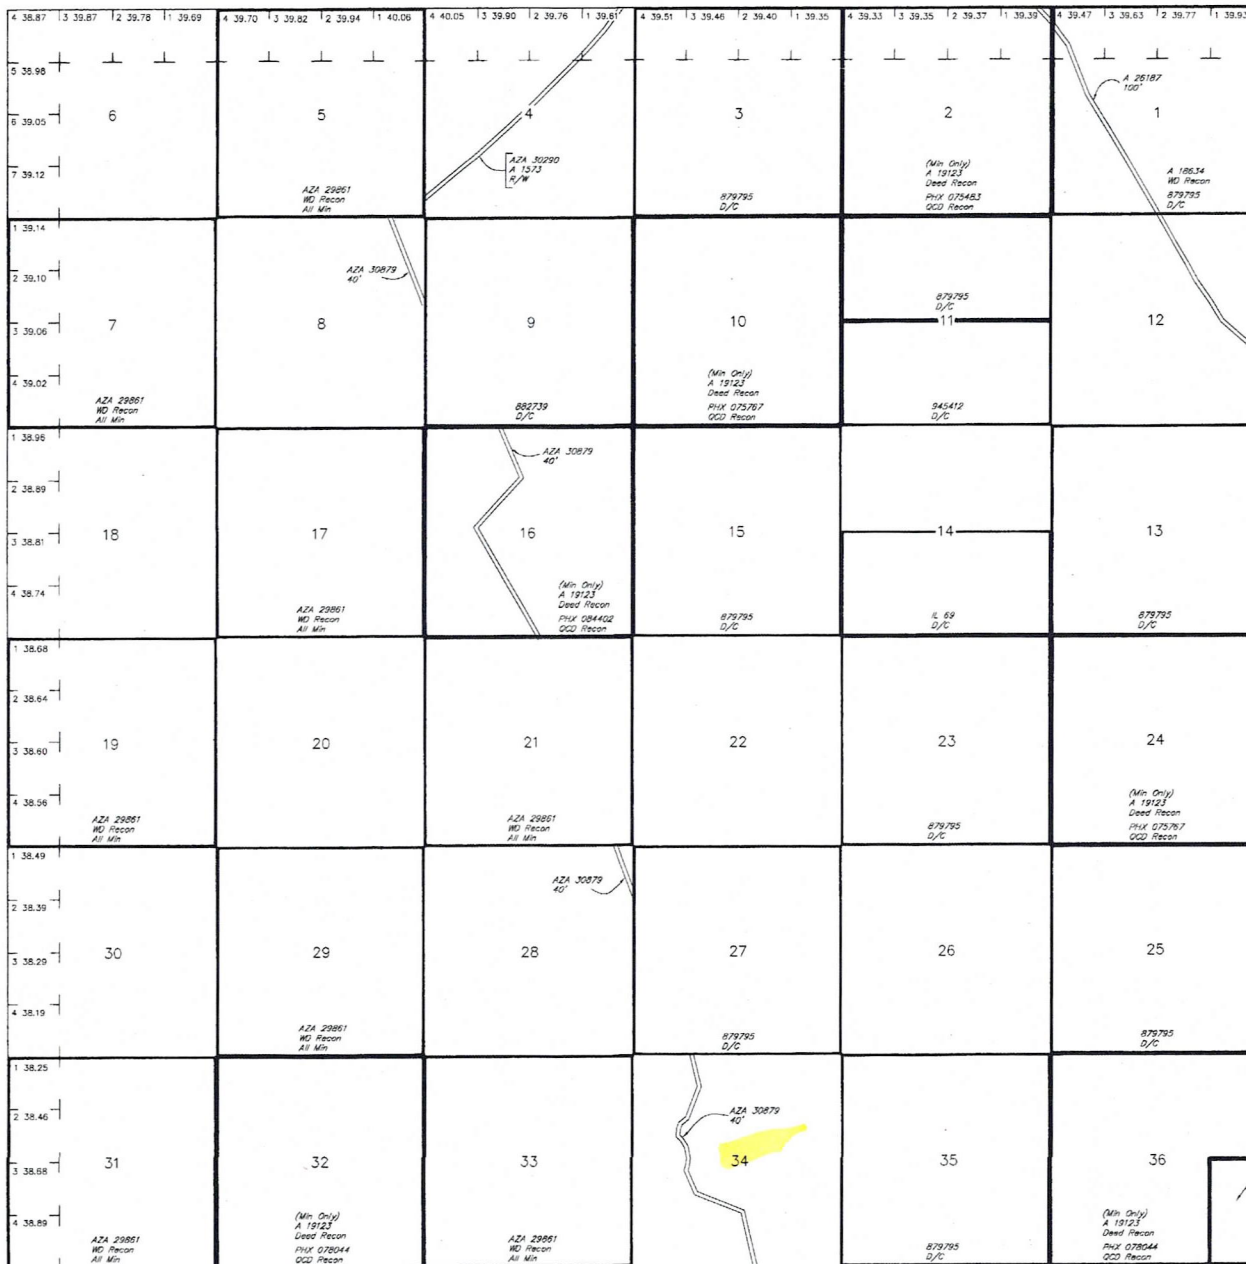 4 38.87 3 39.87 2 39.78 1 39.69 4 39.70 3 39.82 2 39.94 1 40.06 4 40.05 3 39.90 2 39.76 1 39.61 4 39.51 3 39.46 2 39.40 1 39.35 4 39.33 3 39.35 2 39.37 1 39.39 4 39.47 3 39.63 2 39.77 1 39.93
5 38.98
6 39.05
7 39.12
6
5
AZA 29861
WD Recon
All Min
4
AZA 30290
A 1573
R/W
3
879795
D/C
2
(Min Only)
A 19123
Deed Recon
PHX 075483
QCD Recon
A 26187
100'
1
A 18634
WD Recon
879795
D/C
1 39.14
2 39.10
3 39.06
4 39.02
7
AZA 29861
WD Recon
All Min
AZA 30879
40'
8
9
882739
D/C
10
(Min Only)
A 19123
Deed Recon
PHX 075767
QCD Recon
879795
D/C
11
945412
D/C
12
1 38.96
2 38.89
3 38.81
4 38.74
18
17
AZA 29861
WD Recon
All Min
AZA 30879
40'
16
(Min Only)
A 19123
Deed Recon
PHX 084402
QCD Recon
15
879795
D/C
14
IL 69
D/C
13
879795
D/C
1 38.68
2 38.64
3 38.60
4 38.56
19
AZA 29861
WD Recon
All Min
20
21
AZA 29861
WD Recon
All Min
22
23
879795
D/C
24
(Min Only)
A 19123
Deed Recon
PHX 075767
QCD Recon
1 38.49
2 38.39
3 38.29
4 38.19
30
29
AZA 29861
WD Recon
All Min
AZA 30879
40'
28
27
879795
D/C
26
25
879795
D/C
1 38.25
2 38.46
3 38.68
4 38.89
31
AZA 29861
WD Recon
All Min
32
(Min Only)
A 19123
Deed Recon
PHX 078044
QCD Recon
33
AZA 29861
WD Recon
All Min
AZA 30879
40'
34
35
879795
D/C
36
(Min Only)
A 19123
Deed Recon
PHX 078044
QCD Recon